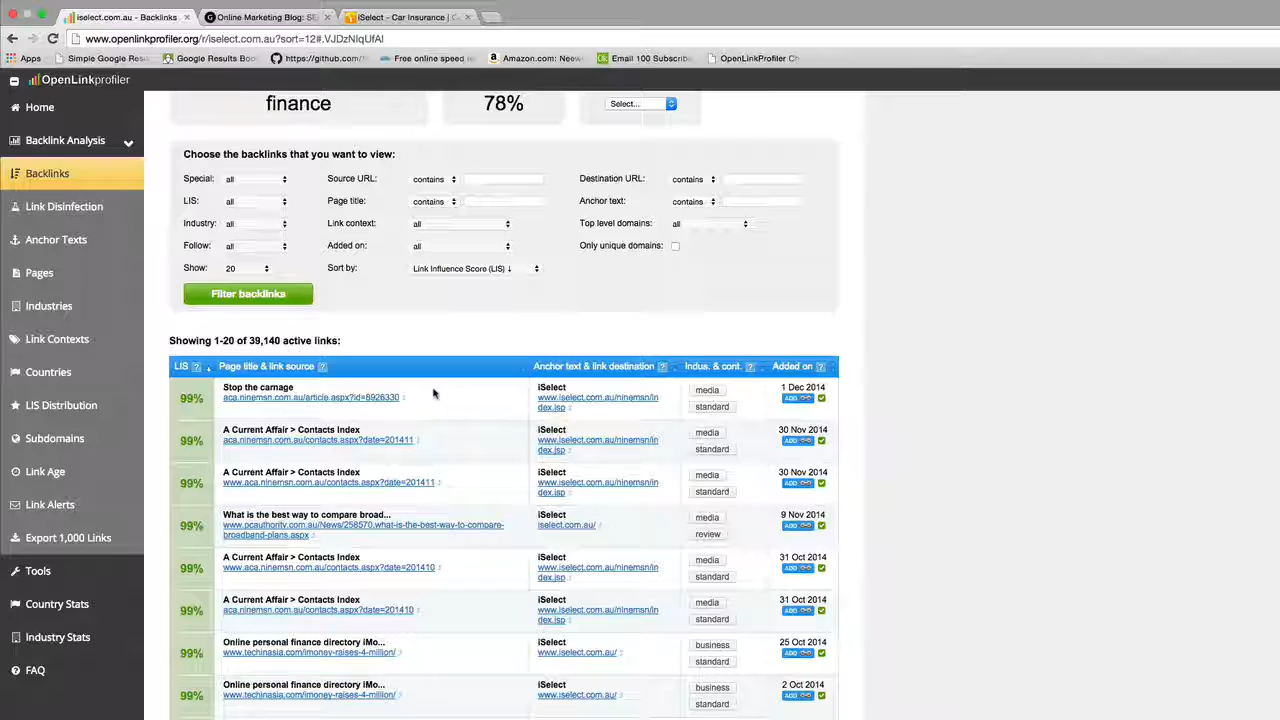 iselect.com.au - Backlinks
Online Marketing Blog: SE
iSelect - Car Insurance |
www.openlinkprofiler.org/r/iselect.com.au?sort=12#.VJDzNIqUfAI
Apps
Simple Google Res
Google Results Boo
https://github.com/
Free online speed te
Amazon.com: New
Email 100 Subscribe
OpenLinkProfiler Ch
OpenLinkprofiler
Home
Backlink Analysis
Backlinks
Link Disinfection
Anchor Texts
Pages
Industries
Link Contexts
Countries
LIS Distribution
Subdomains
Link Age
Link Alerts
Export 1,000 Links
Tools
Country Stats
Industry Stats
FAQ
finance
78%
Select...
Choose the backlinks that you want to view:
Special: all Source URL: contains Destination URL: contains
LIS: all Page title: contains Anchor text: contains
Industry: all Link context: all Top level domains: all
Follow: all Added on: all Only unique domains:
Show: 20 Sort by: Link Influence Score (LIS) ↓
Filter backlinks
Showing 1-20 of 39,140 active links:
LIS ? Page title & link source ? Anchor text & link destination ? Indus. & cont. ? Added on ?
99% Stop the carnage iSelect media 1 Dec 2014
aca.ninemsn.com.au/article.aspx?id=8926330 www.iselect.com.au/ninemsn/in ADD
dex.jsp standard
99% A Current Affair > Contacts Index iSelect media 30 Nov 2014
aca.ninemsn.com.au/contacts.aspx?date=201411 www.iselect.com.au/ninemsn/in ADD
dex.jsp standard
99% A Current Affair > Contacts Index iSelect media 30 Nov 2014
www.aca.ninemsn.com.au/contacts.aspx?date=201411 www.iselect.com.au/ninemsn/in ADD
dex.jsp standard
99% What is the best way to compare broad... iSelect media 9 Nov 2014
www.pcauthority.com.au/News/258570,what-is-the-best-way-to-compare- iselect.com.au/ ADD
broadband-plans.aspx review
99% A Current Affair > Contacts Index iSelect media 31 Oct 2014
www.aca.ninemsn.com.au/contacts.aspx?date=201410 www.iselect.com.au/ninemsn/in ADD
dex.jsp standard
99% A Current Affair > Contacts Index iSelect media 31 Oct 2014
aca.ninemsn.com.au/contacts.aspx?date=201410 www.iselect.com.au/ninemsn/in ADD
dex.jsp standard
99% Online personal finance directory iMo... iSelect business 25 Oct 2014
www.techinasia.com/imoney-raises-4-million/ www.iselect.com.au/ ADD
standard
99% Online personal finance directory iMo... iSelect business 2 Oct 2014
www.techinasia.com/imoney-raises-4-million/ www.iselect.com.au/ ADD
standard